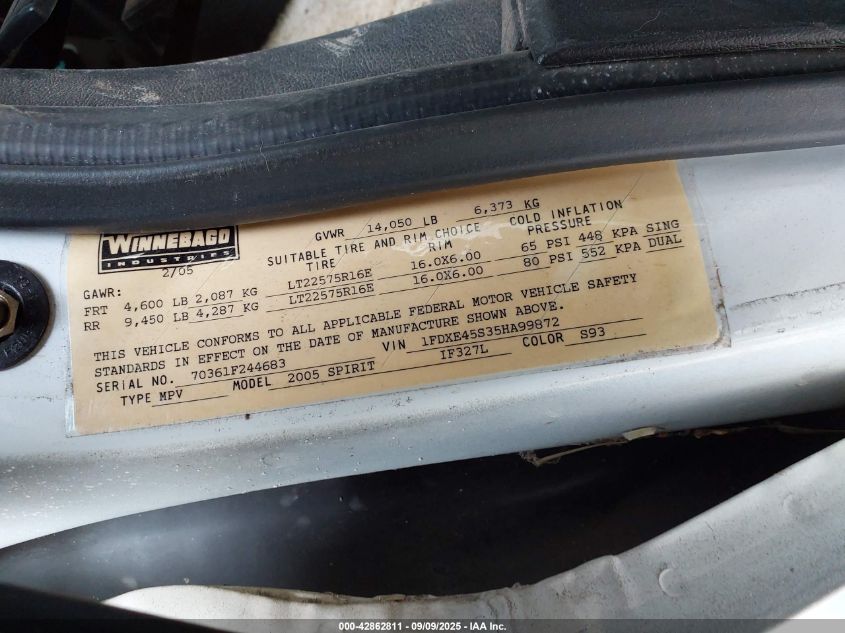 WINNEBAGO
INDUSTRIES
2/05
GVWR 14,050 LB 6,373 KG
SUITABLE TIRE AND RIM CHOICE COLD INFLATION
TIRE RIM PRESSURE
GAWR:
FRT 4,600 LB 2,087 KG LT22575R16E 16.0X6.00 65 PSI 448 KPA SING
RR 9,450 LB 4,287 KG LT22575R16E 16.0X6.00 80 PSI 552 KPA DUAL
THIS VEHICLE CONFORMS TO ALL APPLICABLE FEDERAL MOTOR VEHICLE SAFETY
STANDARDS IN EFFECT ON THE DATE OF MANUFACTURE SHOWN ABOVE.
SERIAL NO. 70361F244683 VIN 1FDXE45S35HA99872
TYPE MPV MODEL 2005 SPIRIT IF327L COLOR S93
000-42862811 - 09/09/2025 - IAA Inc.